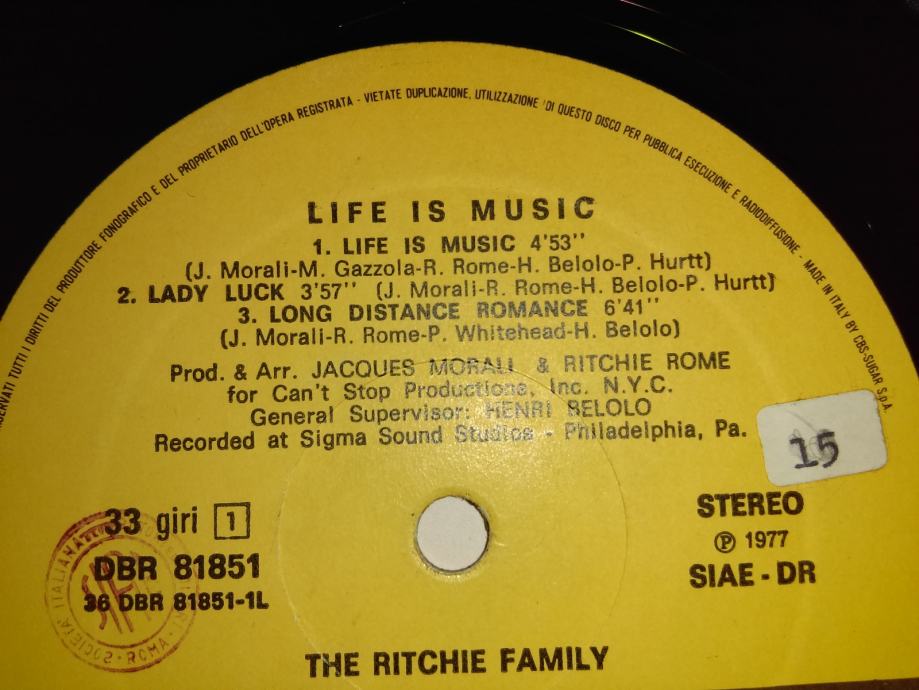 SERVATI TUTTI I DIRITTI DEL PRODUTTORE FONOGRAFICO E DEL PROPRIETARIO DELL'OPERA REGISTRATA - VIETATE DUPLICAZIONE, UTILIZZAZIONE DI QUESTO DISCO PER PUBBLICA ESECUZIONE E RADIODIFFUSIONE - MADE IN ITALY BY CBS-SUGAR S.p.A.
LIFE IS MUSIC
1. LIFE IS MUSIC 4'53''
(J. Morali-M. Gazzola-R. Rome-H. Belolo-P. Hurtt)
2. LADY LUCK 3'57'' (J. Morali-R. Rome-H. Belolo-P. Hurtt)
3. LONG DISTANCE ROMANCE 6'41''
(J. Morali-R. Rome-P. Whitehead-H. Belolo)
Prod. & Arr. JACQUES MORALI & RITCHIE ROME
for Can't Stop Productions, Inc. N.Y.C.
General Supervisor: HENRI BELOLO
Recorded at Sigma Sound Studios - Philadelphia, Pa.
15
33 giri 1
DBR 81851
36 DBR 81851-1L
STEREO
℗ 1977
SIAE - DR
SOCIETÀ ITALIANA
ROMA
THE RITCHIE FAMILY